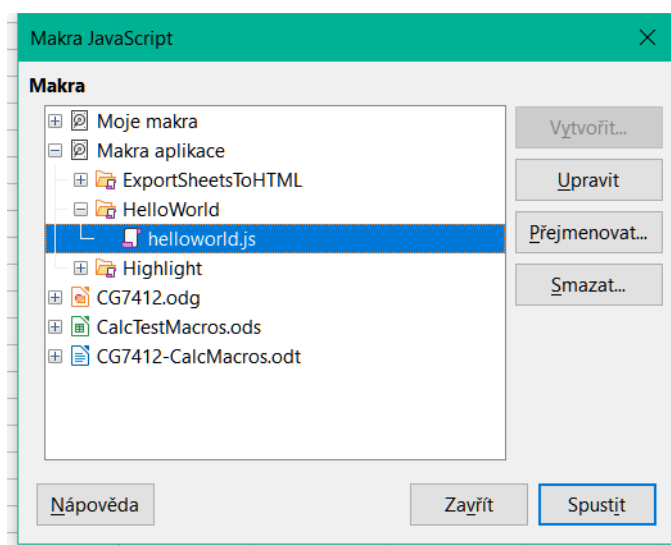 Makra JavaScript
Makra
Moje makra
Makra aplikace
ExportSheetsToHTML
HelloWorld
helloworld.js
Highlight
CG7412.odg
CalcTestMacros.ods
CG7412-CalcMacros.odt
Vytvořit...
Upravit
Přejmenovat...
Smazat...
Nápověda
Zavřít
Spustit